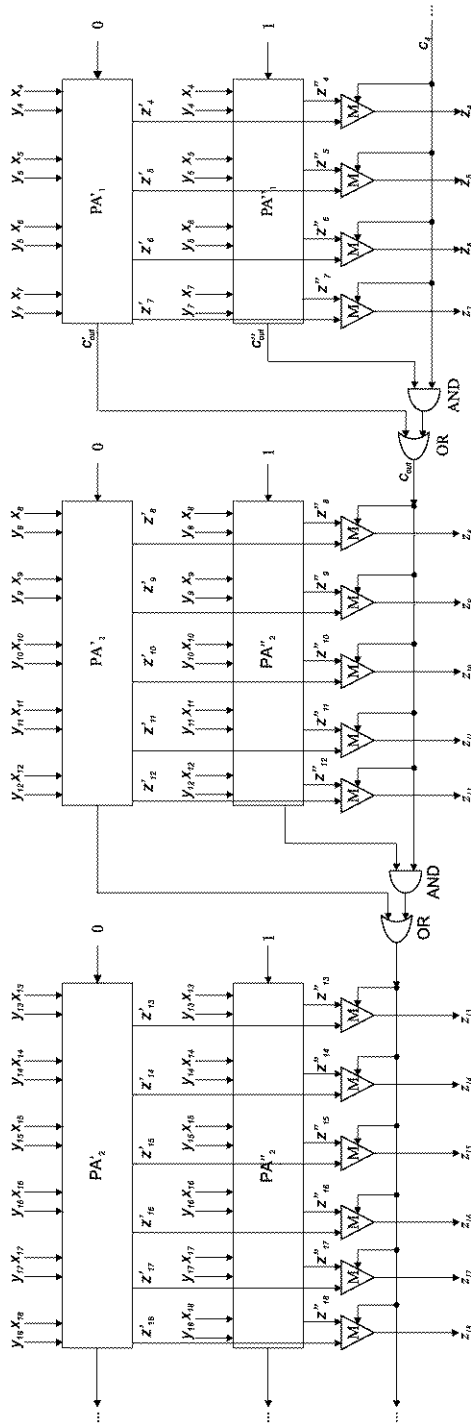 y18 x18 y17 x17 y16 x16 y15 x15 y14 x14 y13 x13
y12 x12 y11 x11 y10 x10 y9 x9 y8 x8
y7 x7 y6 x6 y5 x5 y4 x4
... PA'2 0 PA'2 0 c'out PA'1 0
z'18 z'17 z'16 z'15 z'14 z'13
z'12 z'11 z'10 z'9 z'8
z'7 z'6 z'5 z'4
y18 x18 y17 x17 y16 x16 y15 x15 y14 x14 y13 x13
y12 x12 y11 x11 y10 x10 y9 x9 y8 x8
y7 x7 y6 x6 y5 x5 y4 x4
... PA''2 1 PA''2 1 c''out PA''1 1
z''18 z''17 z''16 z''15 z''14 z''13
z''12 z''11 z''10 z''9 z''8
z''7 z''6 z''5 z''4
M M M M M M M M M M M M M M M
... OR AND cout OR AND c4 ...
z18 z17 z16 z15 z14 z13
z11 z11 z10 z9 z8
z7 z6 z5 z4